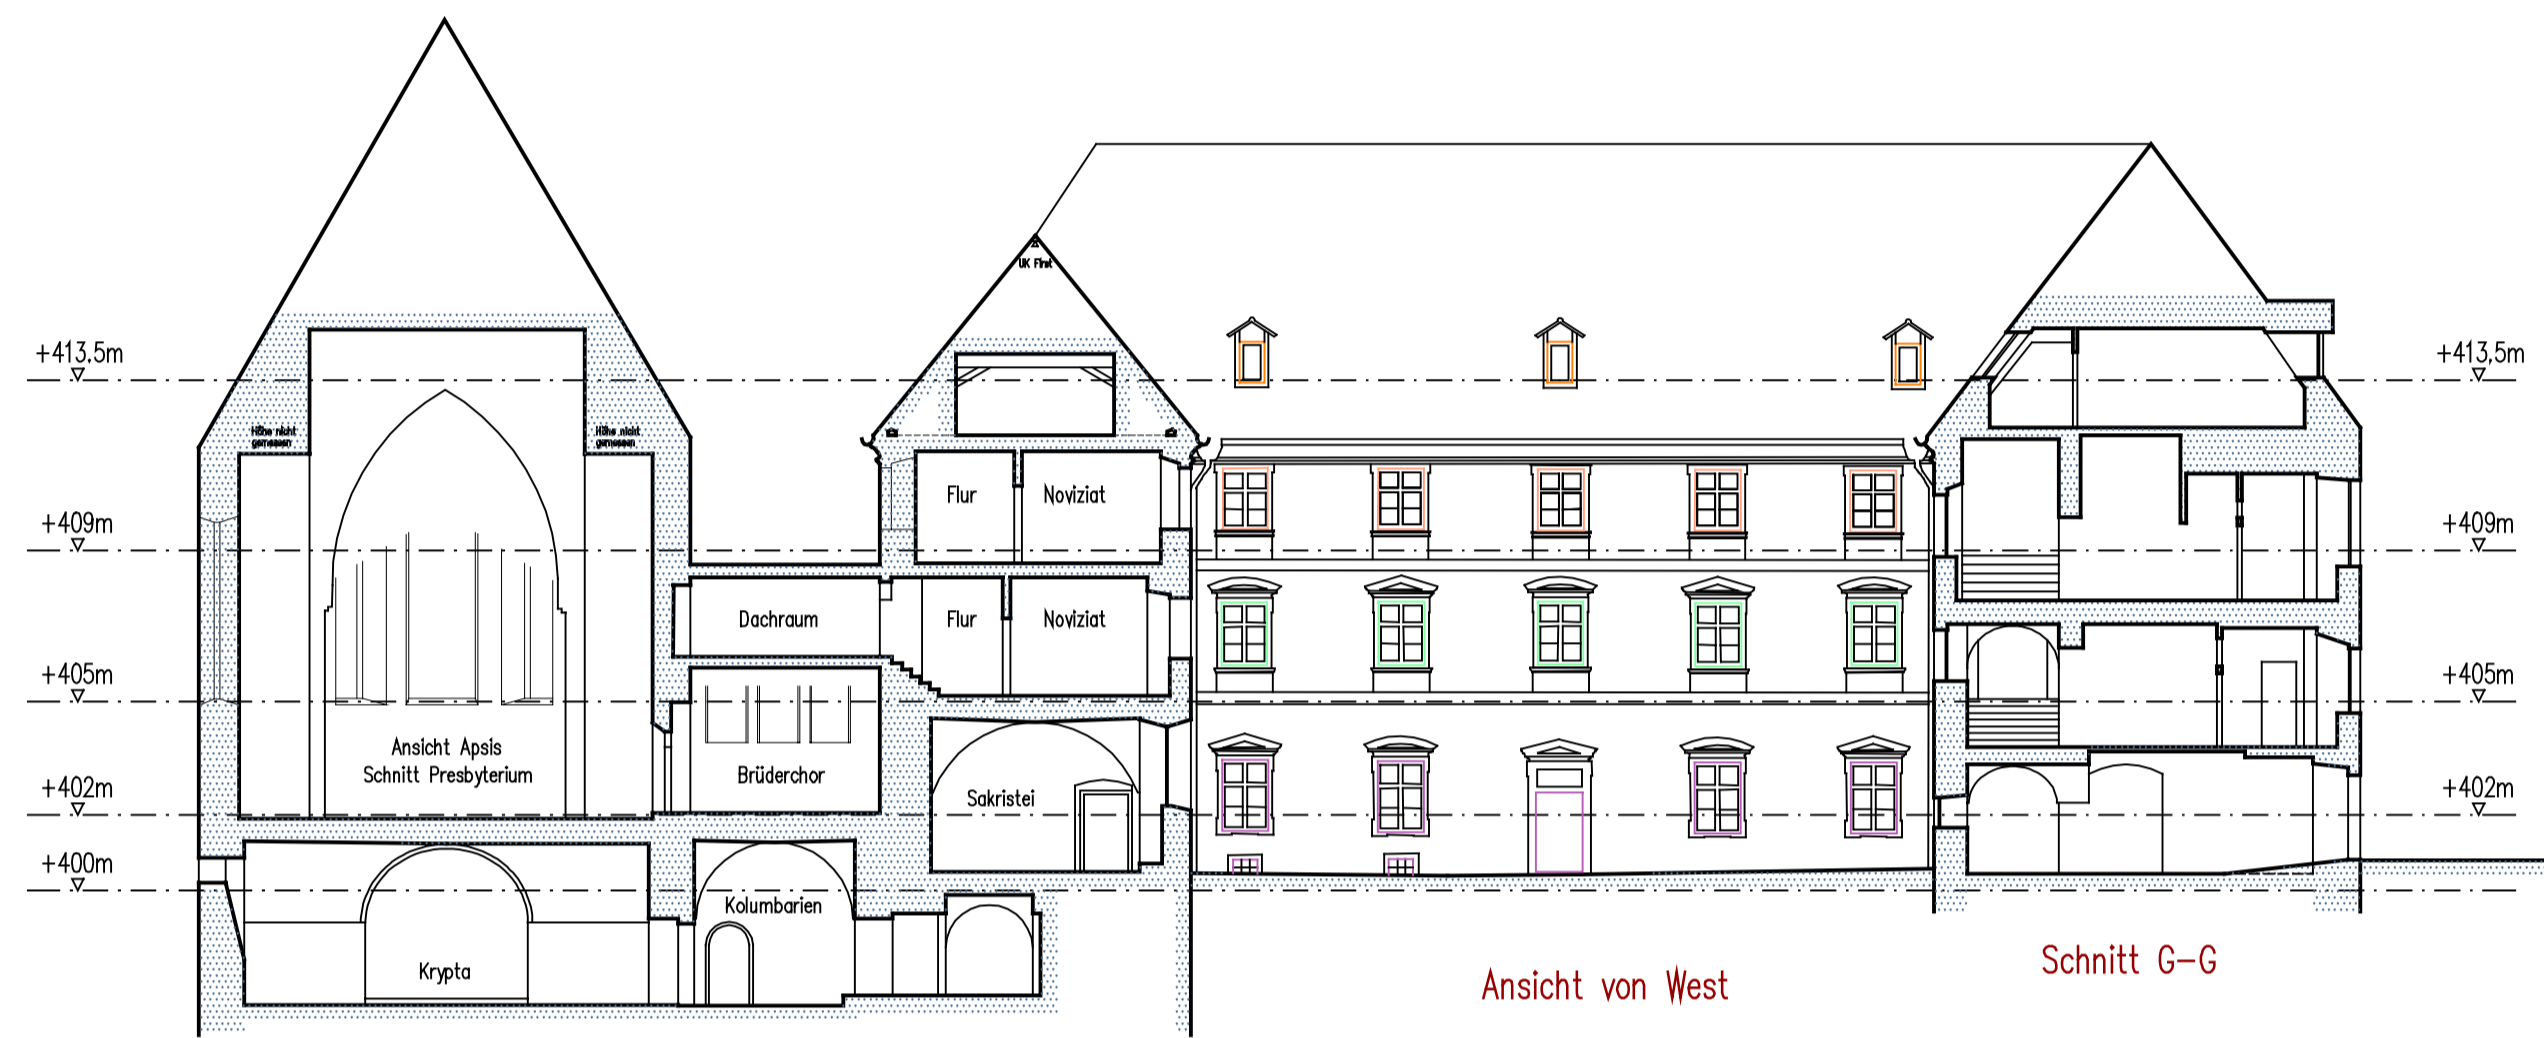 UK First
+413.5m
+413,5m
Höhe nicht
gemessen
Höhe nicht
gemessen
Flur
Noviziat
+409m
+409m
Dachraum
Flur
Noviziat
+405m
+405m
Ansicht Apsis
Schnitt Presbyterium
Brüderchor
Sakristei
+402m
+402m
+400m
Kolumbarien
Krypta
Ansicht von West
Schnitt G-G